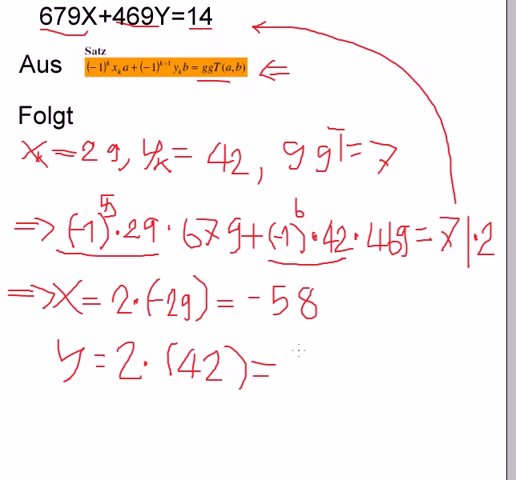 679X+469Y=14
Satz
Aus (-1)^k x_k a + (-1)^{k+1} y_k b = ggT(a,b)
Folgt
x_k = 29, y_k = 42, ggT = 7
=> (-1)^5 · 29 · 679 + (-1)^6 · 42 · 469 = 7 | · 2
=> X = 2 · (-29) = -58
y = 2 · (42) =